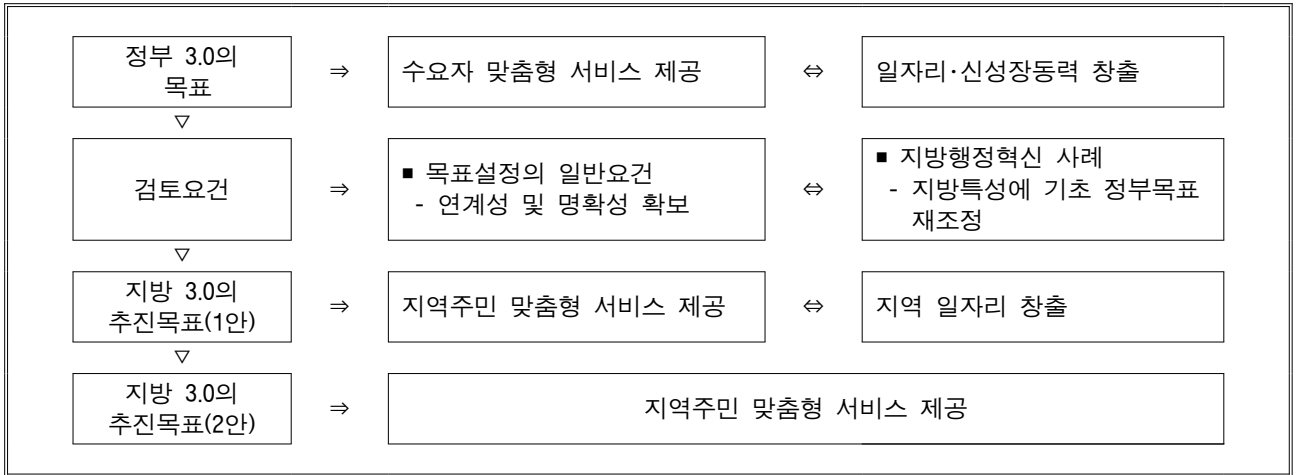 정부 3.0의
목표
⇒
수요자 맞춤형 서비스 제공
⇔
일자리·신성장동력 창출
▽
검토요건
⇒
■ 목표설정의 일반요건
- 연계성 및 명확성 확보
⇔
■ 지방행정혁신 사례
- 지방특성에 기초 정부목표
재조정
▽
지방 3.0의
추진목표(1안)
⇒
지역주민 맞춤형 서비스 제공
⇔
지역 일자리 창출
▽
지방 3.0의
추진목표(2안)
⇒
지역주민 맞춤형 서비스 제공